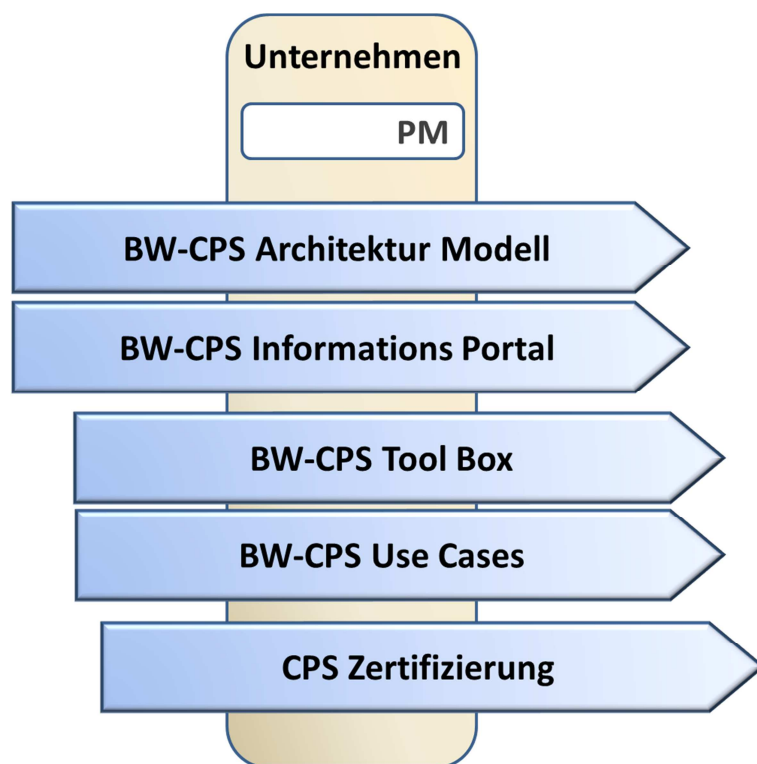 Unternehmen
PM
BW-CPS Architektur Modell
BW-CPS Informations Portal
BW-CPS Tool Box
BW-CPS Use Cases
CPS Zertifizierung